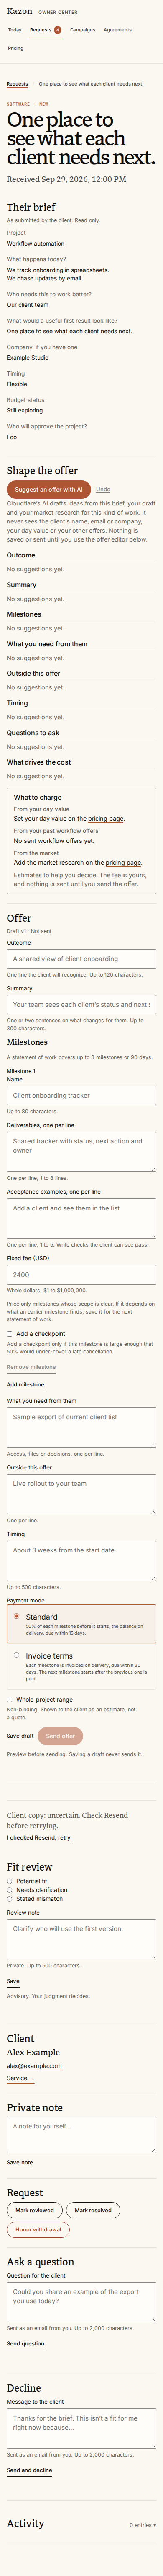 Kazon OWNER CENTER
Today Requests 4 Campaigns Agreements
Pricing
Requests One place to see what each client needs next.
SOFTWARE · NEW
One place to
see what each
client needs next.
Received Sep 29, 2026, 12:00 PM
Their brief
As submitted by the client. Read only.
Project
Workflow automation
What happens today?
We track onboarding in spreadsheets.
We chase updates by email.
Who needs this to work better?
Our client team
What would a useful first result look like?
One place to see what each client needs next.
Company, if you have one
Example Studio
Timing
Flexible
Budget status
Still exploring
Who will approve the project?
I do
Shape the offer
Suggest an offer with AI Undo
Cloudflare's AI drafts ideas from this brief, your draft
and your market research for this kind of work. It
never sees the client's name, email or company,
your day value or your other offers. Nothing is
saved or sent until you use the offer editor below.
Outcome
No suggestions yet.
Summary
No suggestions yet.
Milestones
No suggestions yet.
What you need from them
No suggestions yet.
Outside this offer
No suggestions yet.
Timing
No suggestions yet.
Questions to ask
No suggestions yet.
What drives the cost
No suggestions yet.
What to charge
From your day value
Set your day value on the pricing page.
From your past workflow offers
No sent workflow offers yet.
From the market
Add the market research on the pricing page.
Estimates to help you decide. The fee is yours,
and nothing is sent until you send the offer.
Offer
Draft v1 · Not sent
Outcome
A shared view of client onboarding
One line the client will recognize. Up to 120 characters.
Summary
Your team sees each client's status and next s
One or two sentences on what changes for them. Up to
300 characters.
Milestones
A statement of work covers up to 3 milestones or 90 days.
Milestone 1
Name
Client onboarding tracker
Up to 80 characters.
Deliverables, one per line
Shared tracker with status, next action and
owner
One per line, 1 to 8 lines.
Acceptance examples, one per line
Add a client and see them in the list
One per line, 1 to 5. Write checks the client can see pass.
Fixed fee (USD)
2400
Whole dollars, $1 to $1,000,000.
Price only milestones whose scope is clear. If it depends on
what an earlier milestone finds, save it for the next
statement of work.
Add a checkpoint
Add a checkpoint only if this milestone is large enough that
50% would under-cover a late cancellation.
Remove milestone
Add milestone
What you need from them
Sample export of current client list
Access, files or decisions, one per line.
Outside this offer
Live rollout to your team
One per line.
Timing
About 3 weeks from the start date.
Up to 500 characters.
Payment mode
Standard
50% of each milestone before it starts, the balance on
delivery, due within 15 days.
Invoice terms
Each milestone is invoiced on delivery, due within 30
days. The next milestone starts after the previous one is
paid.
Whole-project range
Non-binding. Shown to the client as an estimate, not
a quote.
Save draft Send offer
Preview before sending. Saving a draft never sends it.
Client copy: uncertain. Check Resend
before retrying.
I checked Resend; retry
Fit review
Potential fit
Needs clarification
Stated mismatch
Review note
Clarify who will use the first version.
Private. Up to 500 characters.
Save
Advisory. Your judgment decides.
Client
Alex Example
alex@example.com
Service →
Private note
A note for yourself...
Save note
Request
Mark reviewed Mark resolved
Honor withdrawal
Ask a question
Question for the client
Could you share an example of the export
you use today?
Sent as an email from you. Up to 2,000 characters.
Send question
Decline
Message to the client
Thanks for the brief. This isn't a fit for me
right now because...
Sent as an email from you. Up to 2,000 characters.
Send and decline
Activity 0 entries